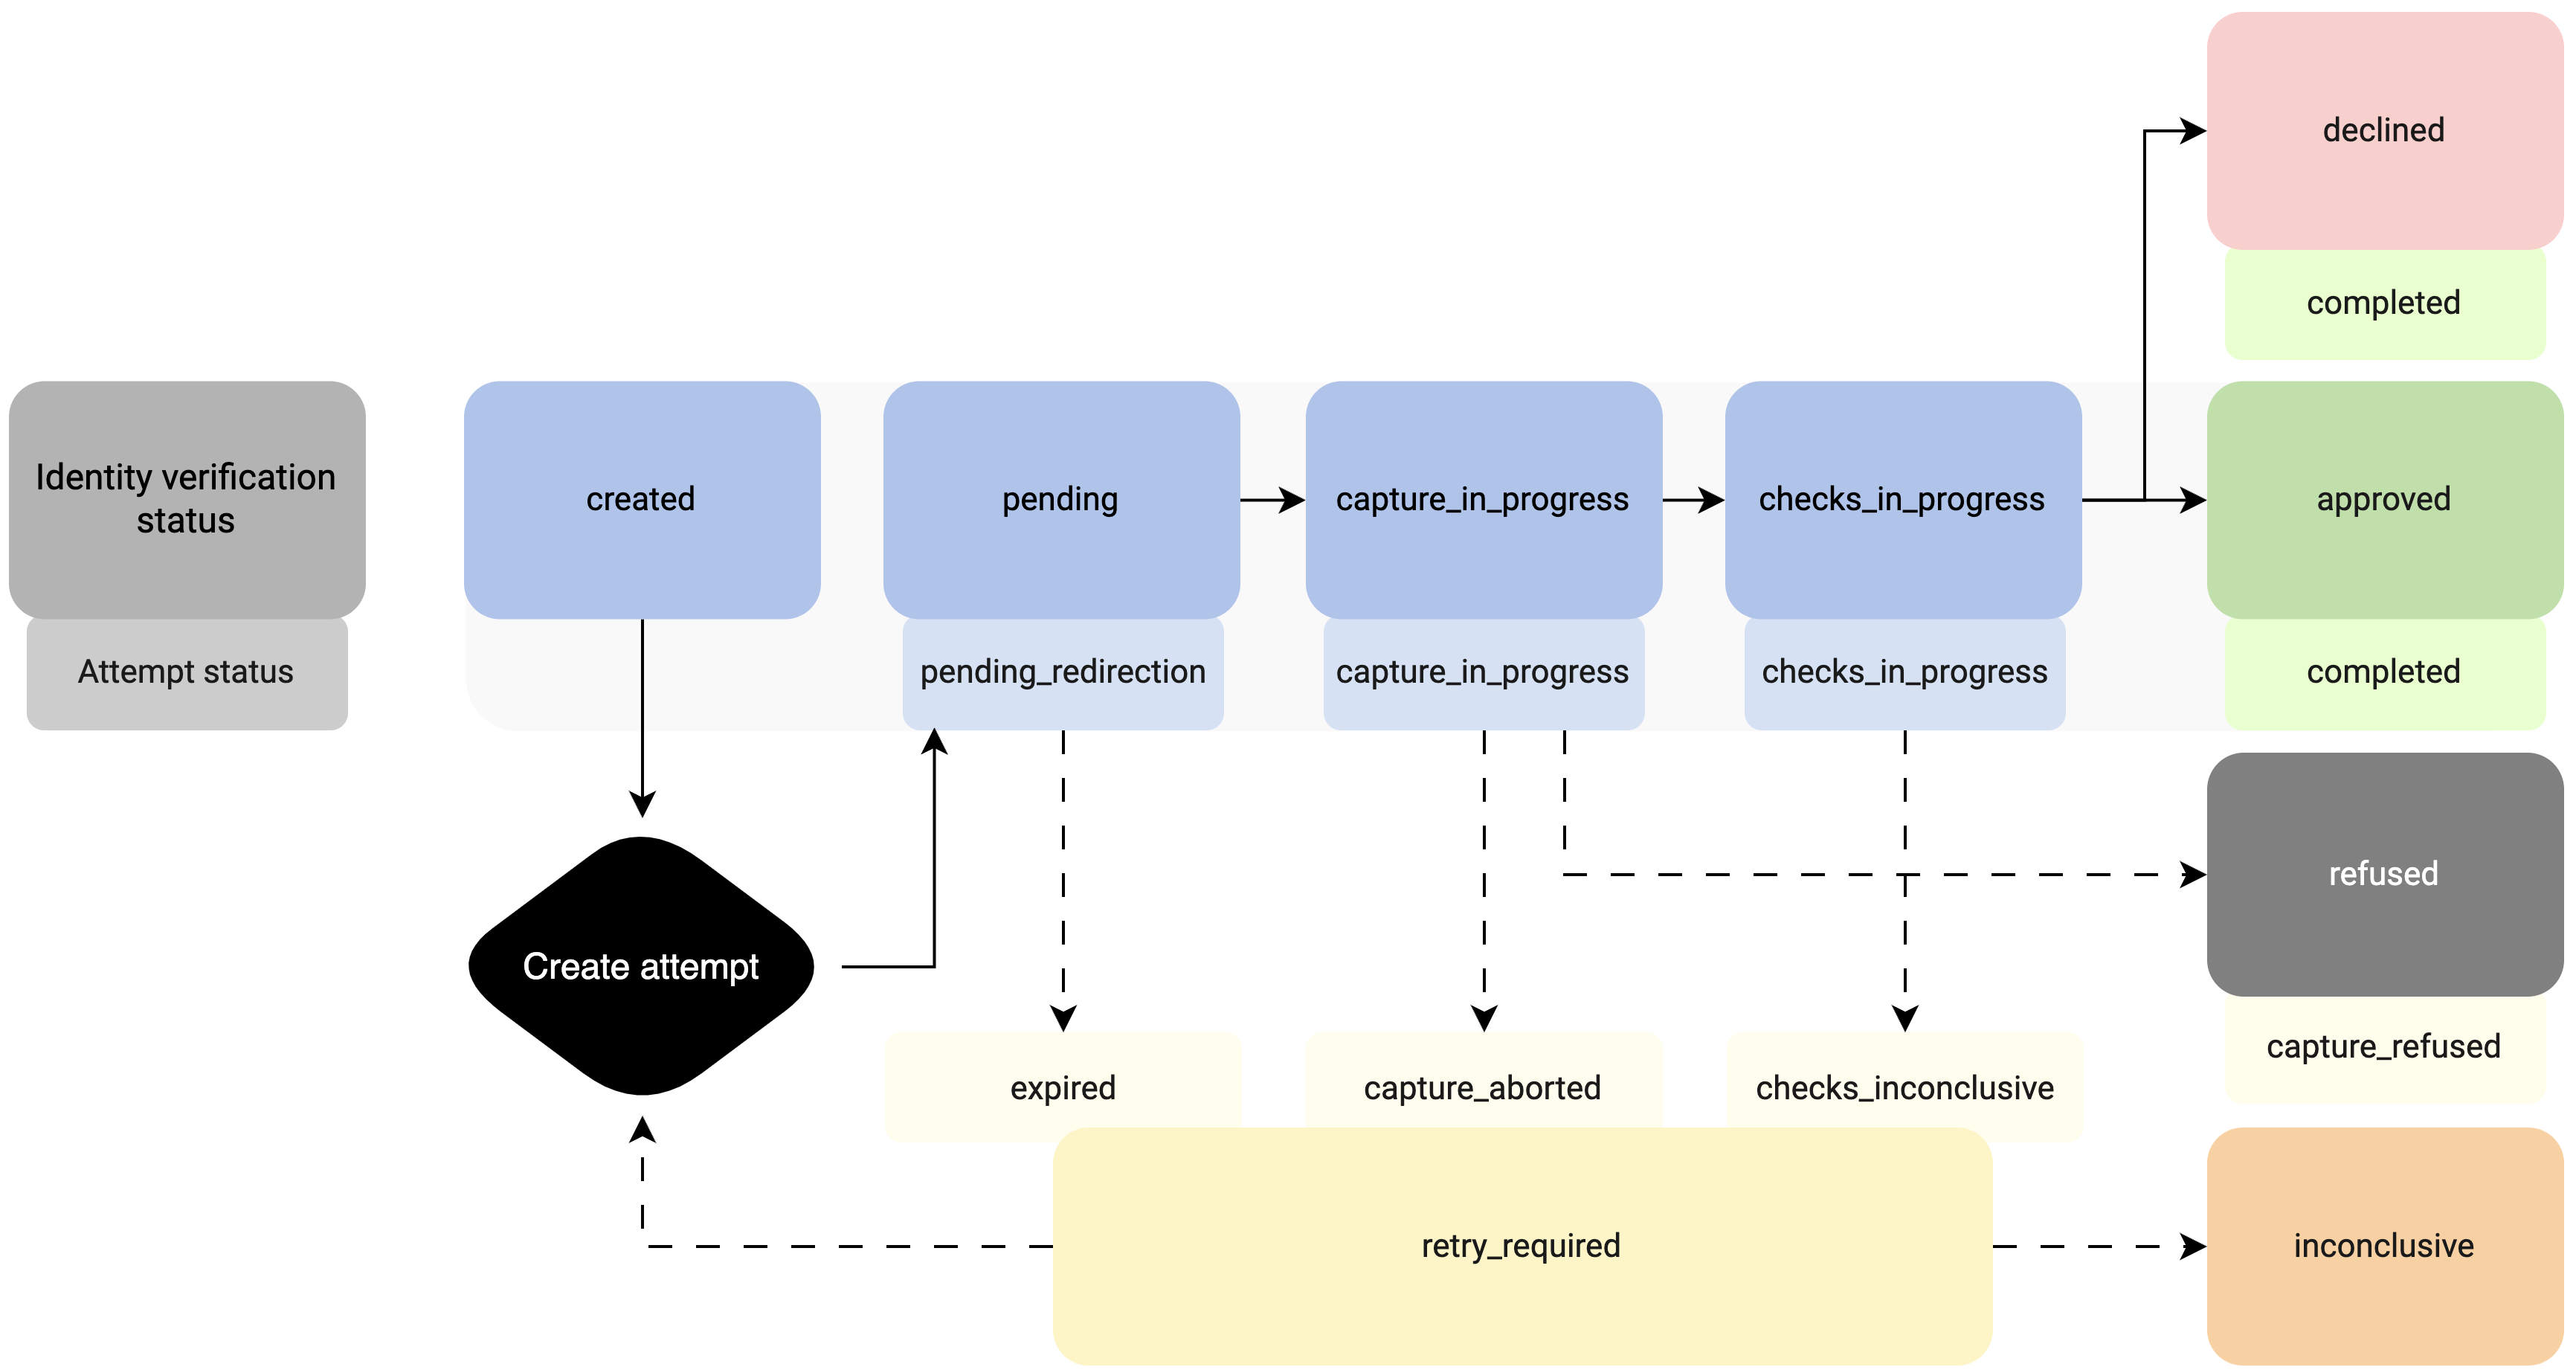 declined
completed
Identity verification
status
Attempt status
created
pending
pending_redirection
capture_in_progress
capture_in_progress
checks_in_progress
checks_in_progress
approved
completed
Create attempt
refused
capture_refused
expired
capture_aborted
checks_inconclusive
retry_required
inconclusive